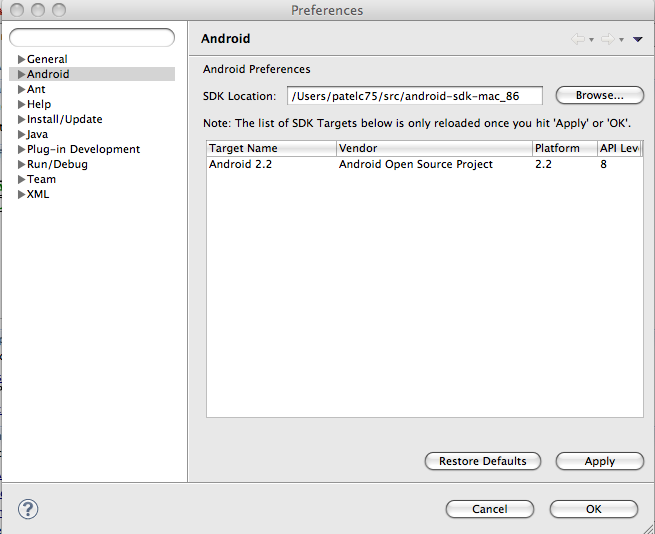 Preferences
Android
General
Android
Ant
Help
Install/Update
Java
Plug-in Development
Run/Debug
Team
XML
Android Preferences
SDK Location: /Users/patelc75/src/android-sdk-mac_86 Browse...
Note: The list of SDK Targets below is only reloaded once you hit 'Apply' or 'OK'.
Target Name Vendor Platform API Lev
Android 2.2 Android Open Source Project 2.2 8
Restore Defaults Apply
? Cancel OK